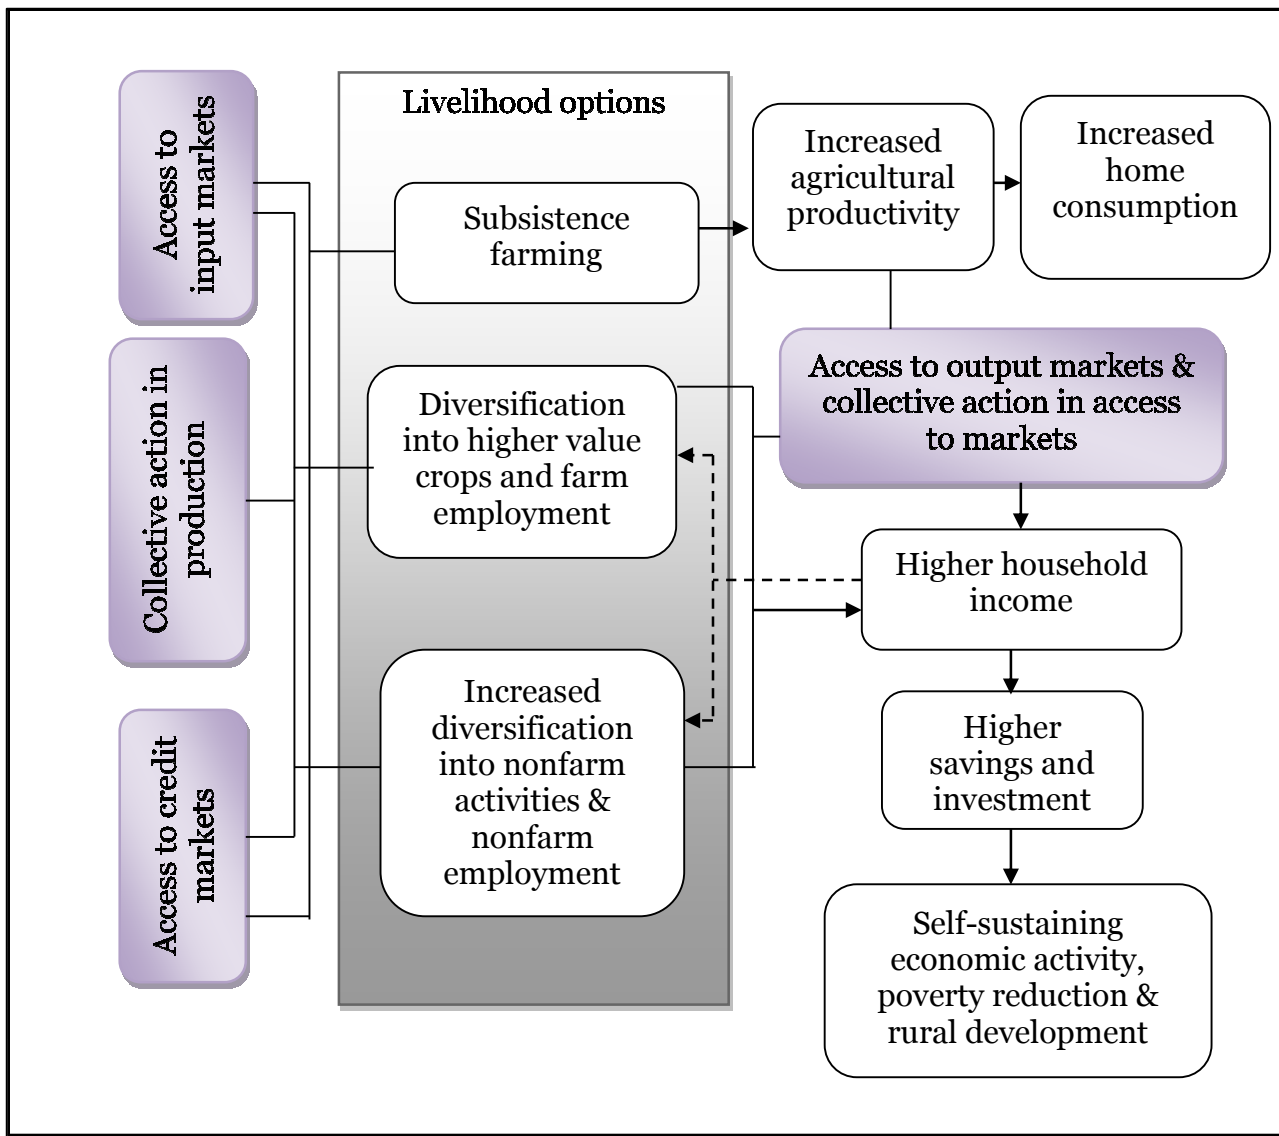 Access to
input markets
Collective action in
production
Access to credit
markets
Livelihood options
Subsistence
farming
Diversification
into higher value
crops and farm
employment
Increased
diversification
into nonfarm
activities &
nonfarm
employment
Increased
agricultural
productivity
Increased
home
consumption
Access to output markets &
collective action in access
to markets
Higher household
income
Higher
savings and
investment
Self-sustaining
economic activity,
poverty reduction &
rural development